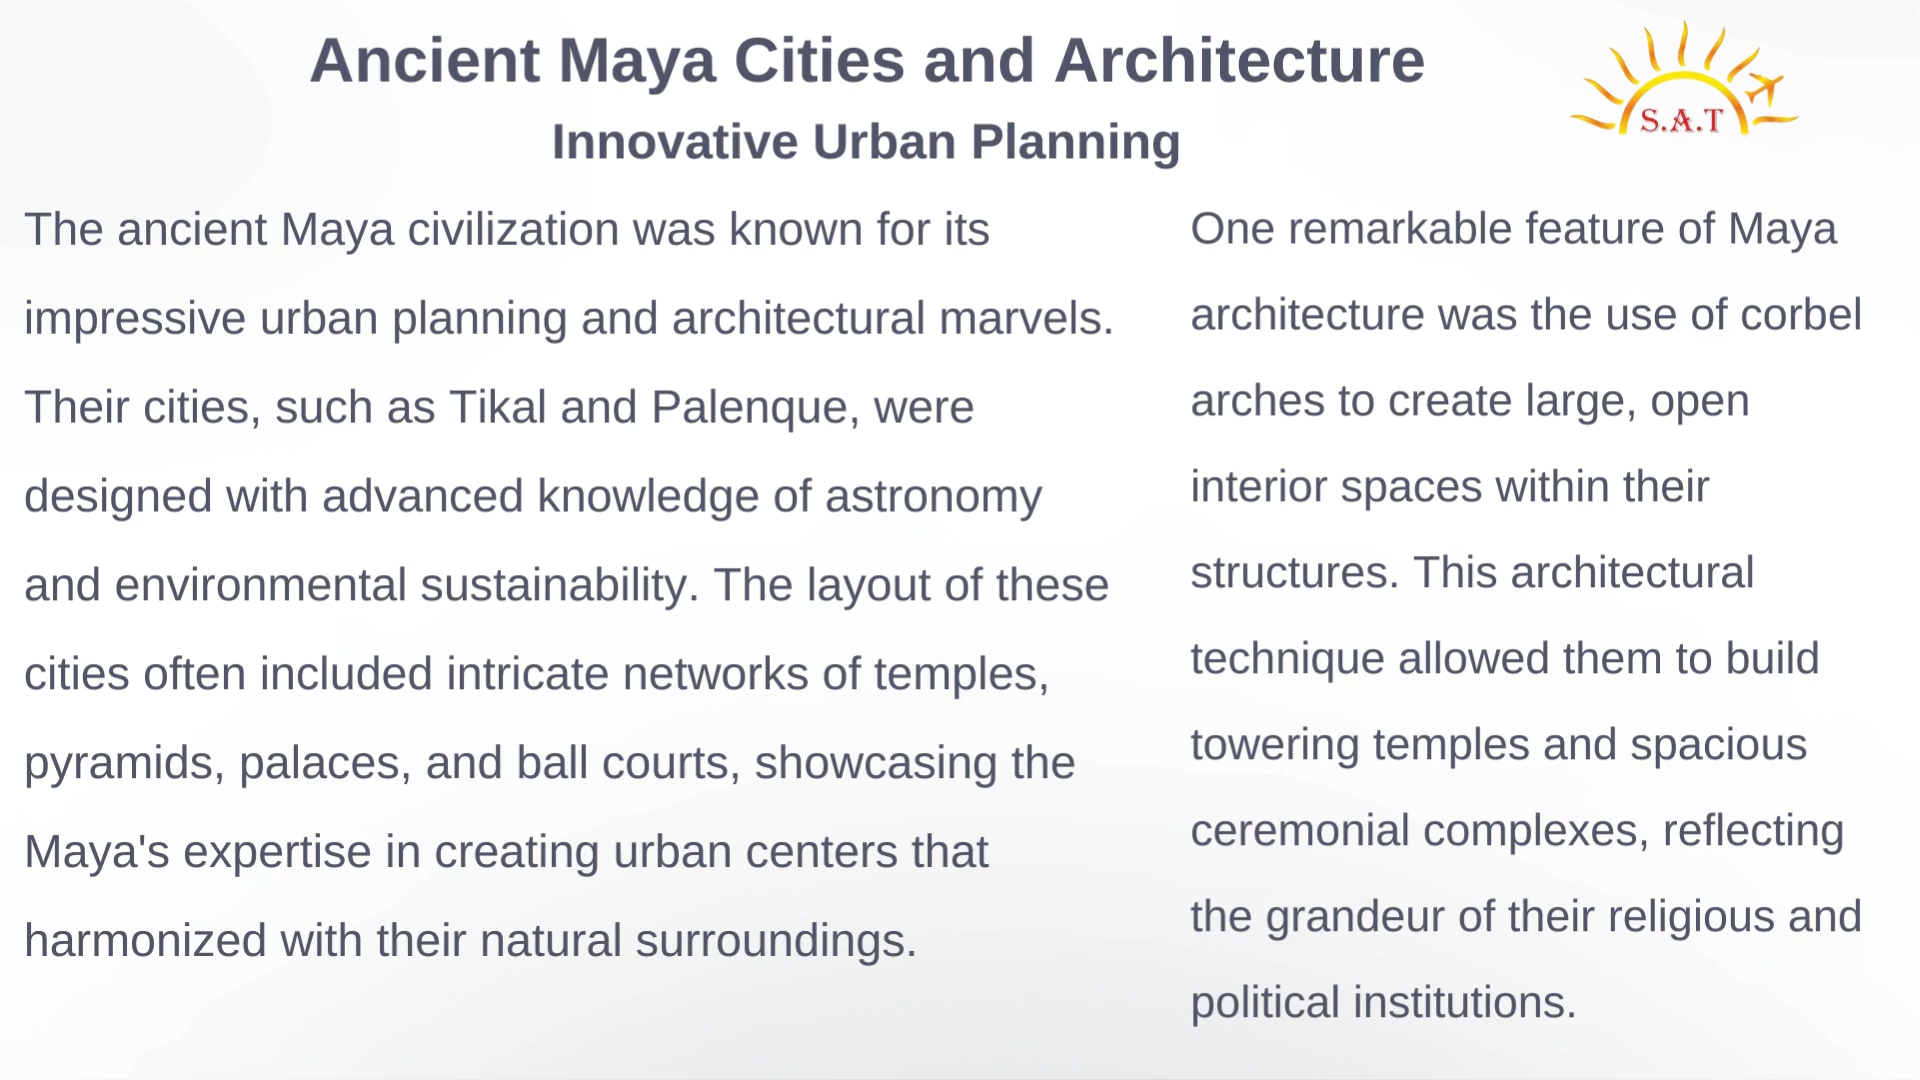 Ancient Maya Cities and Architecture
Innovative Urban Planning
S.A.T
The ancient Maya civilization was known for its
impressive urban planning and architectural marvels.
Their cities, such as Tikal and Palenque, were
designed with advanced knowledge of astronomy
and environmental sustainability. The layout of these
cities often included intricate networks of temples,
pyramids, palaces, and ball courts, showcasing the
Maya's expertise in creating urban centers that
harmonized with their natural surroundings.
One remarkable feature of Maya
architecture was the use of corbel
arches to create large, open
interior spaces within their
structures. This architectural
technique allowed them to build
towering temples and spacious
ceremonial complexes, reflecting
the grandeur of their religious and
political institutions.